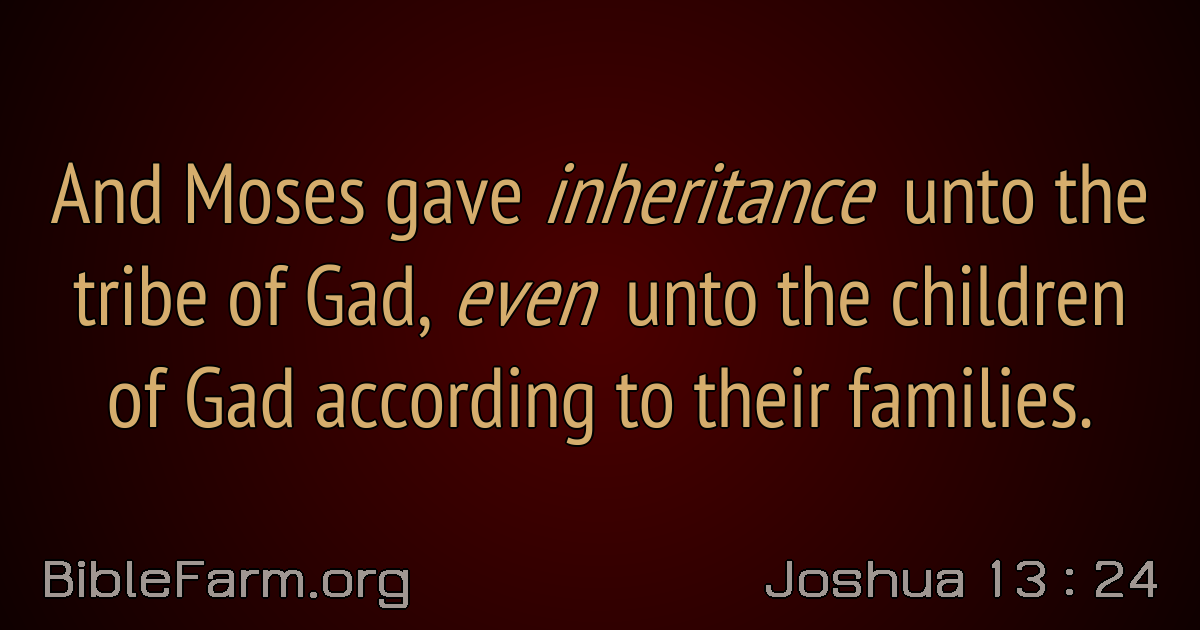 And Moses gave inheritance unto the
tribe of Gad, even unto the children
of Gad according to their families.
BibleFarm.org
Joshua 13 : 24